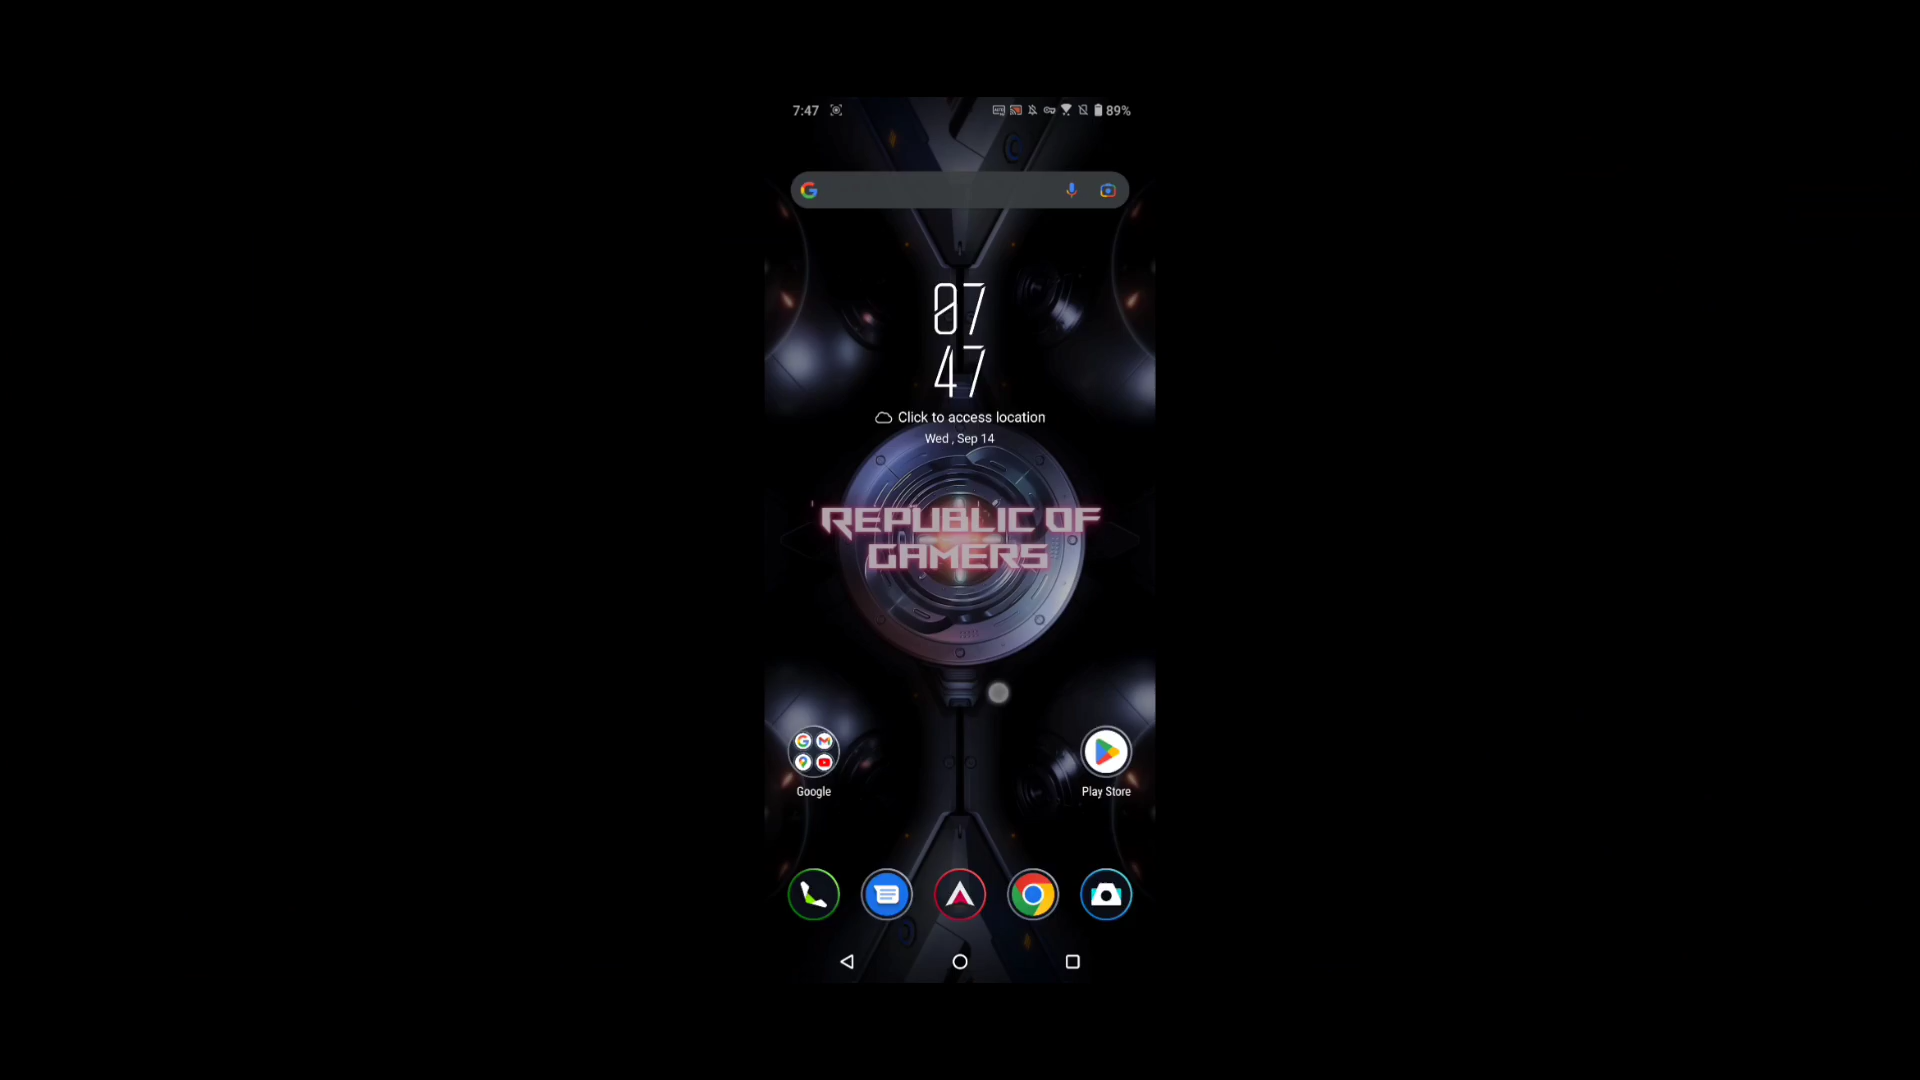 7:47
89%
07
47
Click to access location
Wed , Sep 14
REPUBLIC OF
GAMERS
Google
Play Store